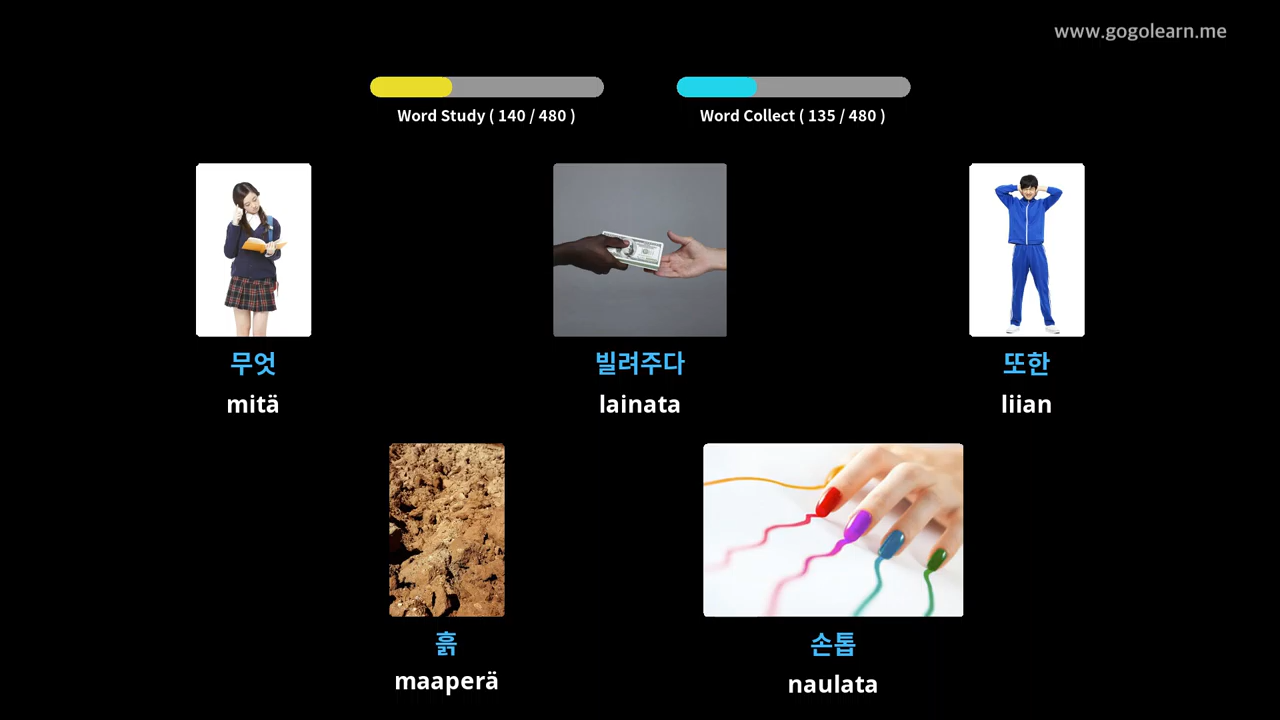 www.gogolearn.me
Word Study ( 140 / 480 )
Word Collect ( 135 / 480 )
무엇
mitä
빌려주다
lainata
또한
liian
흙
maaperä
손톱
naulata